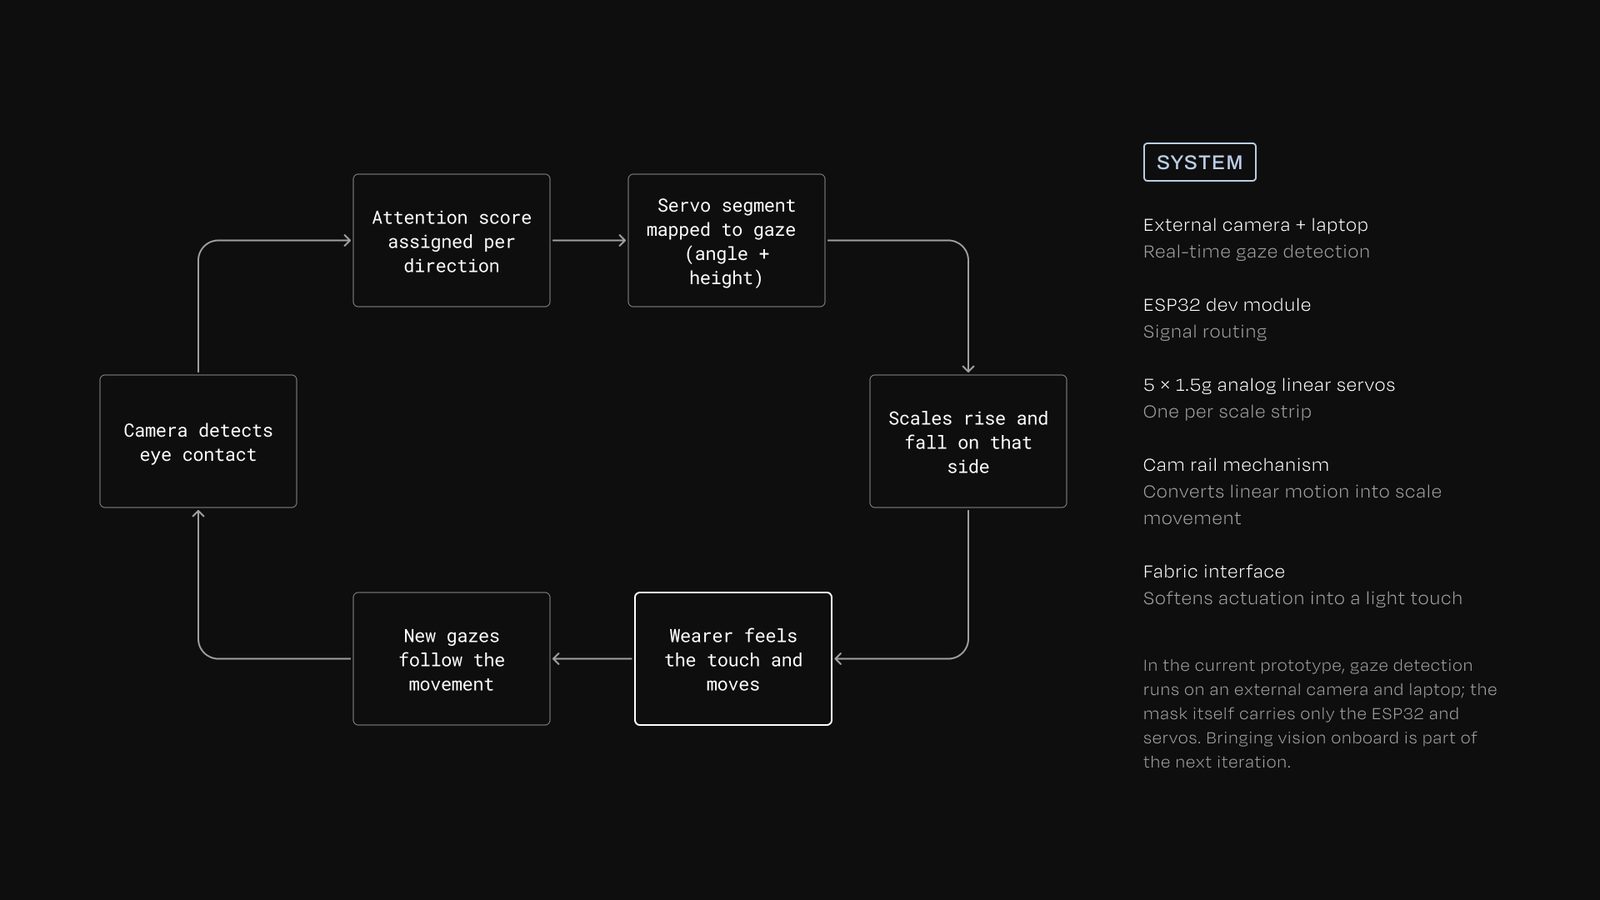 Attention score
assigned per
direction
Servo segment
mapped to gaze
(angle +
height)
Camera detects
eye contact
Scales rise and
fall on that
side
New gazes
follow the
movement
Wearer feels
the touch and
moves
SYSTEM
External camera + laptop
Real-time gaze detection
ESP32 dev module
Signal routing
5 × 1.5g analog linear servos
One per scale strip
Cam rail mechanism
Converts linear motion into scale
movement
Fabric interface
Softens actuation into a light touch
In the current prototype, gaze detection
runs on an external camera and laptop; the
mask itself carries only the ESP32 and
servos. Bringing vision onboard is part of
the next iteration.